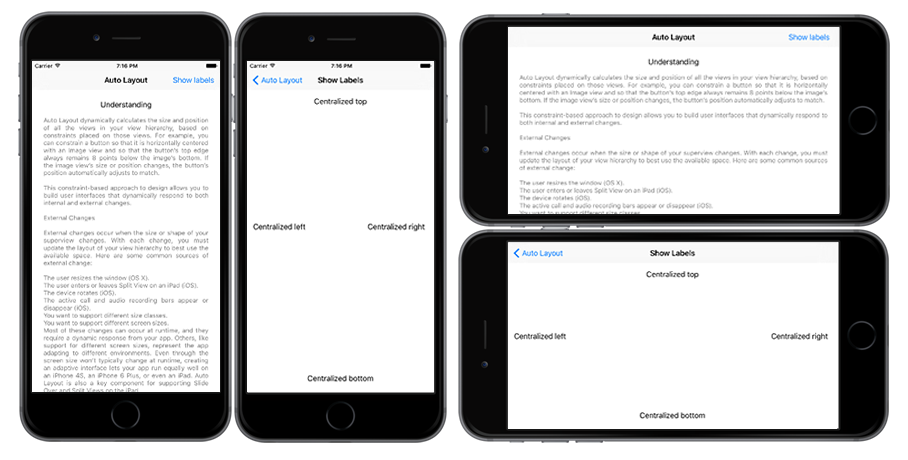 Carrier 7:16 PM
Auto Layout Show labels
Understanding
Auto Layout dynamically calculates the size and position
of all the views in your view hierarchy, based on
constraints placed on those views. For example, you
can constrain a button so that it is horizontally
centered with an image view and so that the button's
top edge always remains 8 points below the image's bottom. If
the image view's size or position changes, the button's
position automatically adjusts to match.
This constraint-based approach to design allows you to
build user interfaces that dynamically respond to both
internal and external changes.
External Changes
External changes occur when the size or shape of your
superview changes. With each change, you must
update the layout of your view hierarchy to best use the
available space. Here are some common sources of
external change:
The user resizes the window (OS X).
The user enters or leaves Split View on an iPad (iOS).
The device rotates (iOS).
The active call and audio recording bars appear or
disappear (iOS).
You want to support different size classes.
You want to support different screen sizes.
Most of these changes can occur at runtime, and they
require a dynamic response from your app. Others, like
support for different screen sizes, represent the app
adapting to different environments. Even through the
screen size won't typically change at runtime, creating
an adaptive interface lets your app run equally well on
an iPhone 4S, an iPhone 6 Plus, or even an iPad. Auto
Layout is also a key component for supporting Slide
Over and Split Views on the iPad
Carrier 7:16 PM
Auto Layout Show Labels
Centralized top
Centralized left Centralized right
Centralized bottom
Auto Layout Show labels
Understanding
Auto Layout dynamically calculates the size and position of all the views in your view hierarchy, based on
constraints placed on those views. For example, you can constrain a button so that it is horizontally
centered with an image view and so that the button's top edge always remains 8 points below the image's
bottom. If the image view's size or position changes, the button's position automatically adjusts to match.
This constraint-based approach to design allows you to build user interfaces that dynamically respond to
both internal and external changes.
External Changes
External changes occur when the size or shape of your superview changes. With each change, you must
update the layout of your view hierarchy to best use the available space. Here are some common sources
of external change:
The user resizes the window (OS X).
The user enters or leaves Split View on an iPad (iOS).
The device rotates (iOS).
The active call and audio recording bars appear or disappear (iOS).
You want to support different size classes.
Auto Layout Show Labels
Centralized top
Centralized left Centralized right
Centralized bottom